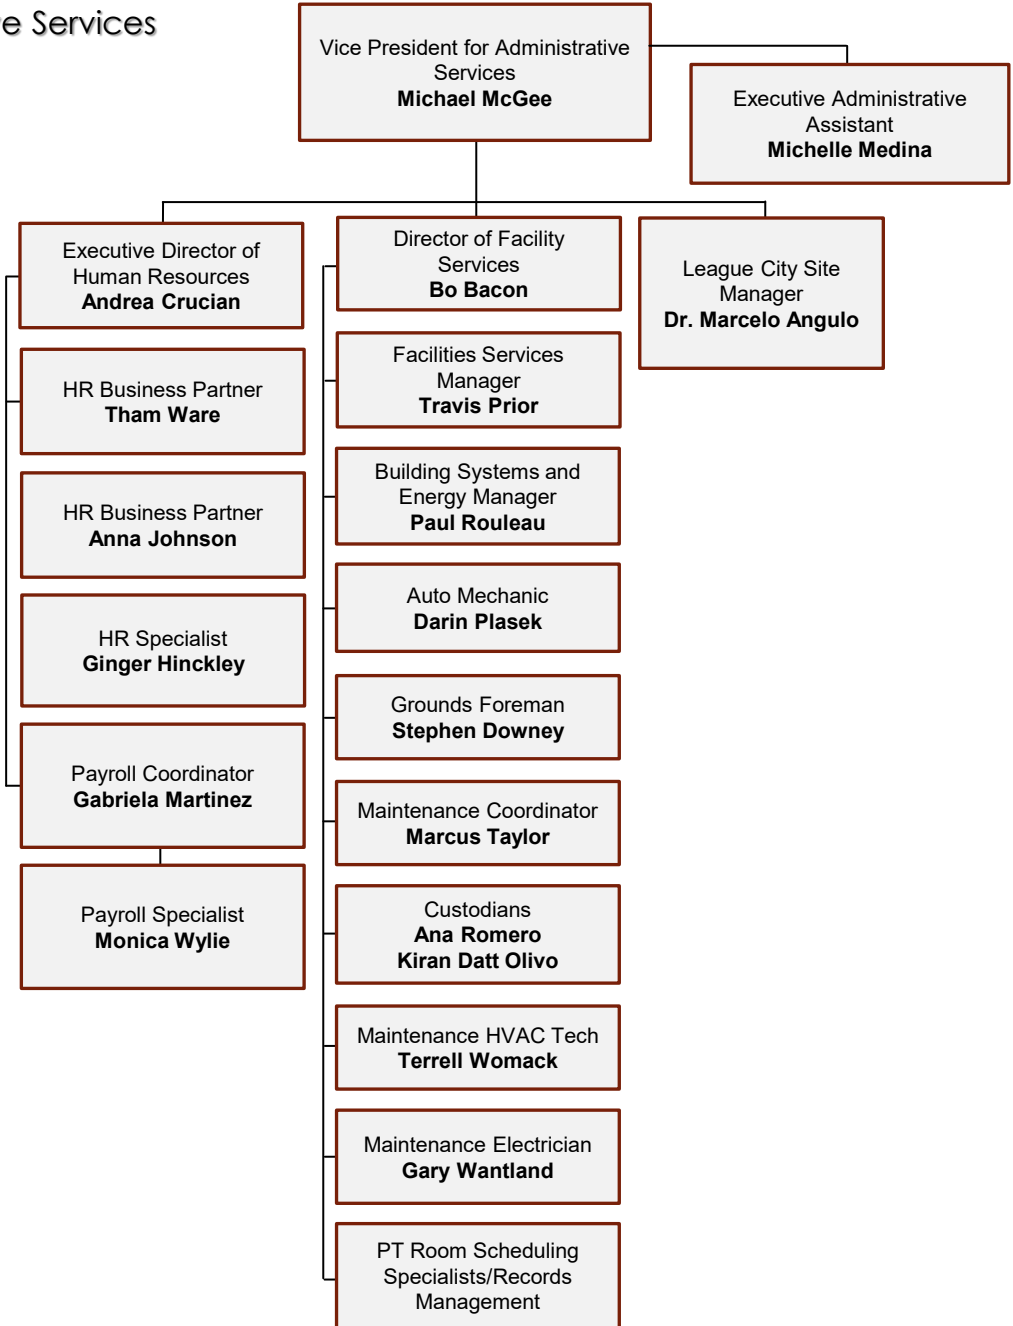 Services
Vice President for Administrative
Services
Michael McGee
Executive Administrative
Assistant
Michelle Medina
Executive Director of
Human Resources
Andrea Crucian
HR Business Partner
Tham Ware
HR Business Partner
Anna Johnson
HR Specialist
Ginger Hinckley
Payroll Coordinator
Gabriela Martinez
Payroll Specialist
Monica Wylie
Director of Facility
Services
Bo Bacon
Facilities Services
Manager
Travis Prior
Building Systems and
Energy Manager
Paul Rouleau
Auto Mechanic
Darin Plasek
Grounds Foreman
Stephen Downey
Maintenance Coordinator
Marcus Taylor
Custodians
Ana Romero
Kiran Datt Olivo
Maintenance HVAC Tech
Terrell Womack
Maintenance Electrician
Gary Wantland
PT Room Scheduling
Specialists/Records
Management
League City Site
Manager
Dr. Marcelo Angulo